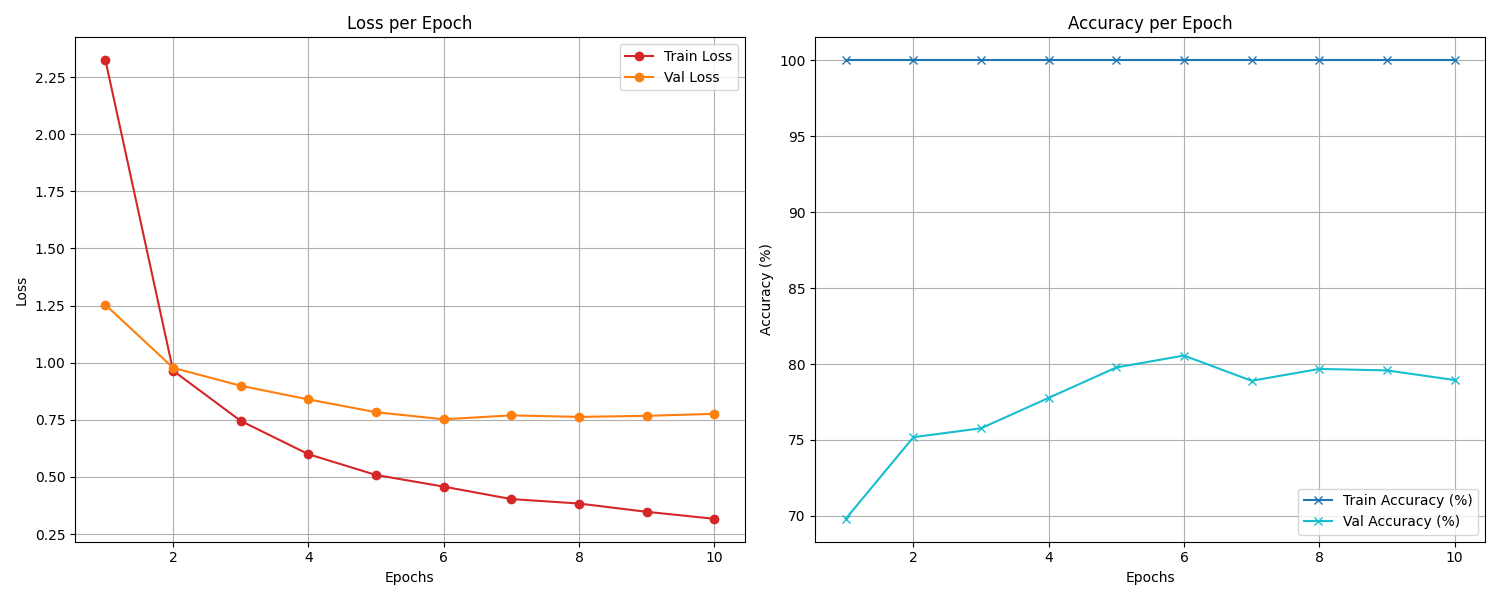 Loss per Epoch
Train Loss
Val Loss
2.25
2.00
1.75
1.50
1.25
1.00
0.75
0.50
0.25
Loss
2 4 6 8 10
Epochs
Accuracy per Epoch
100
95
90
85
80
75
70
Accuracy (%)
Train Accuracy (%)
Val Accuracy (%)
2 4 6 8 10
Epochs